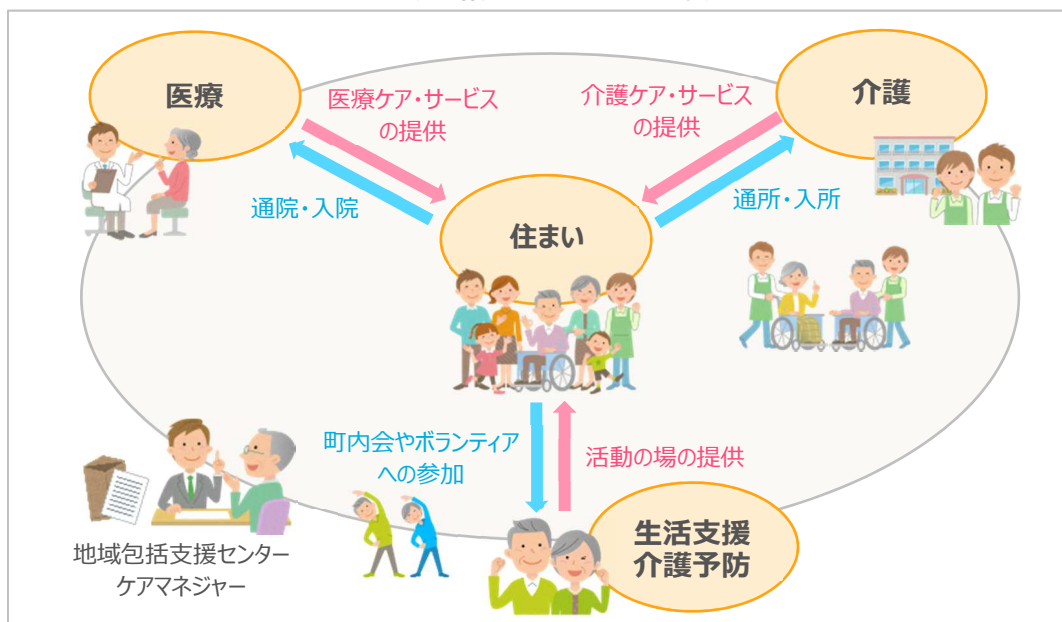 医療
医療ケア・サービス
の提供
介護ケア・サービス
の提供
介護
通院・入院
通所・入所
住まい
町内会やボランティア
への参加
活動の場の提供
生活支援
介護予防
地域包括支援センター
ケアマネジャー